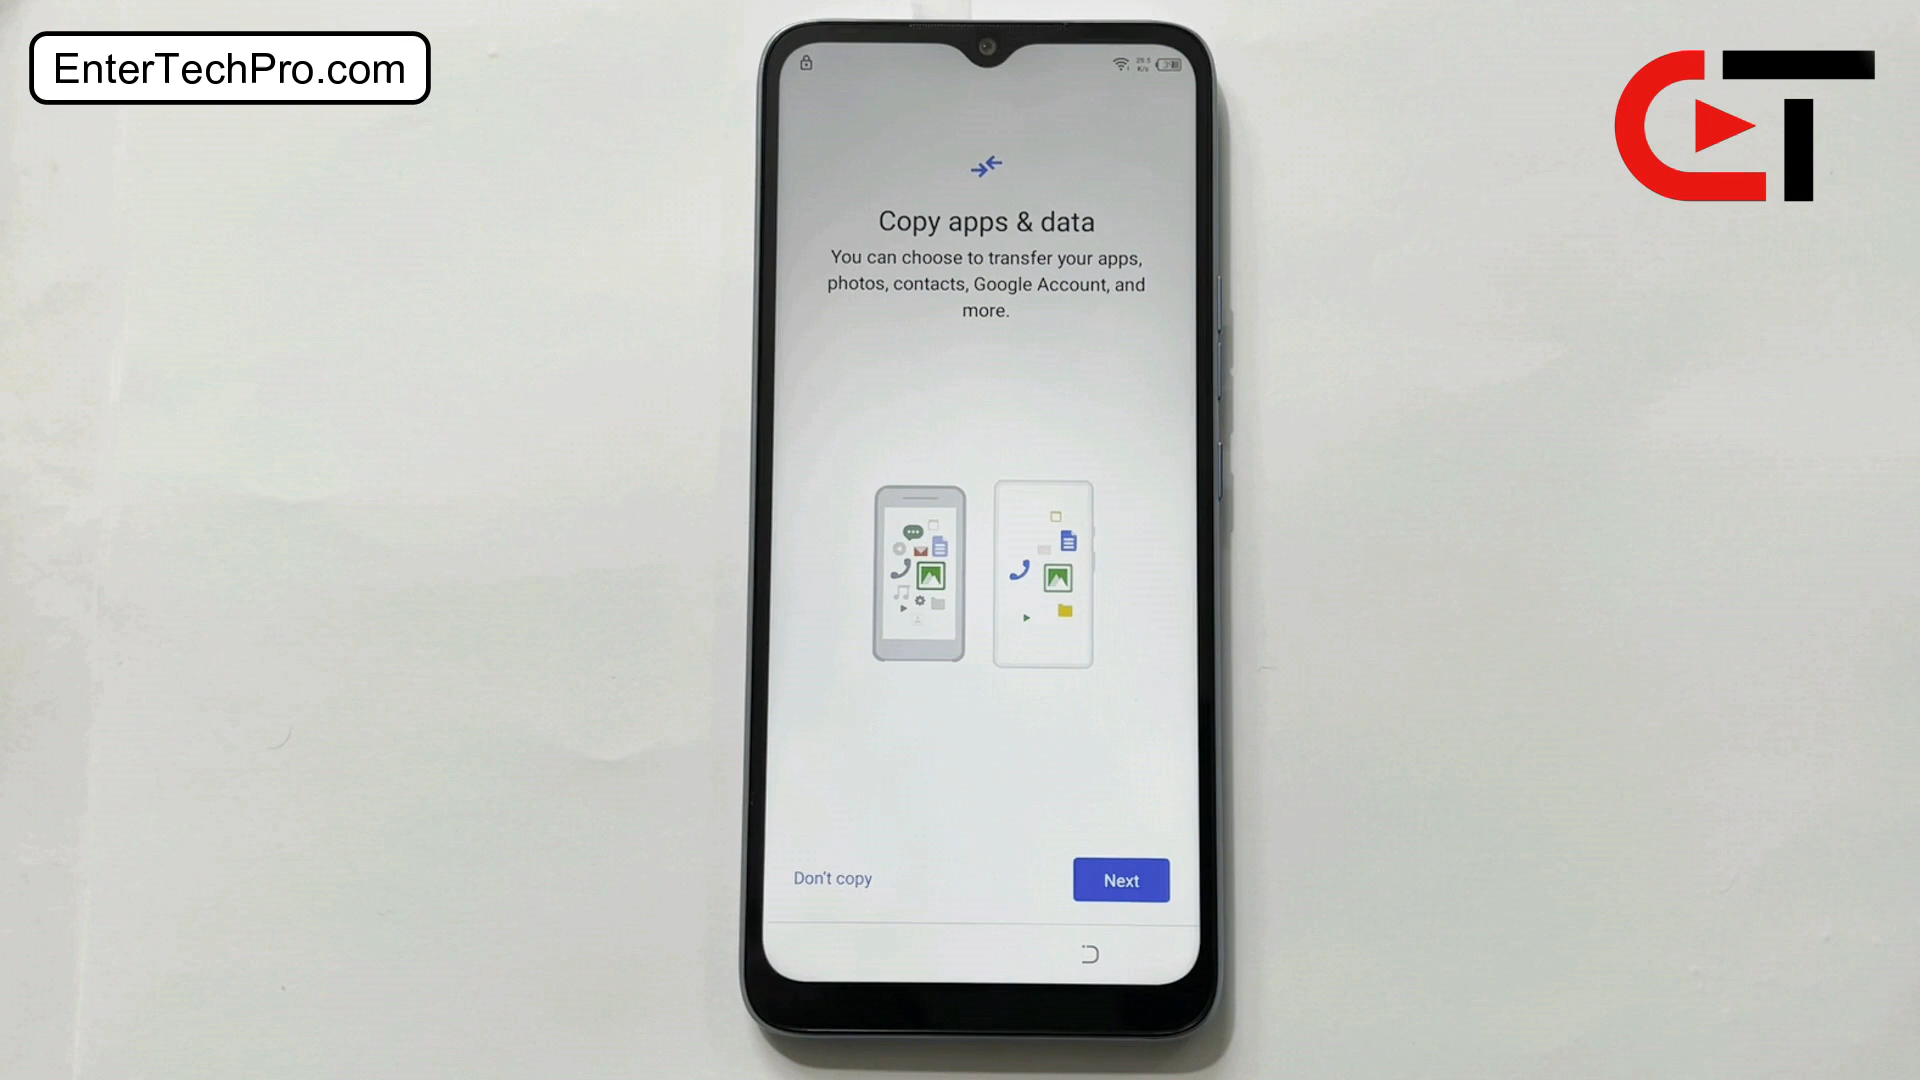 EnterTechPro.com
Copy apps & data
You can choose to transfer your apps,
photos, contacts, Google Account, and
more.
Don't copy
Next